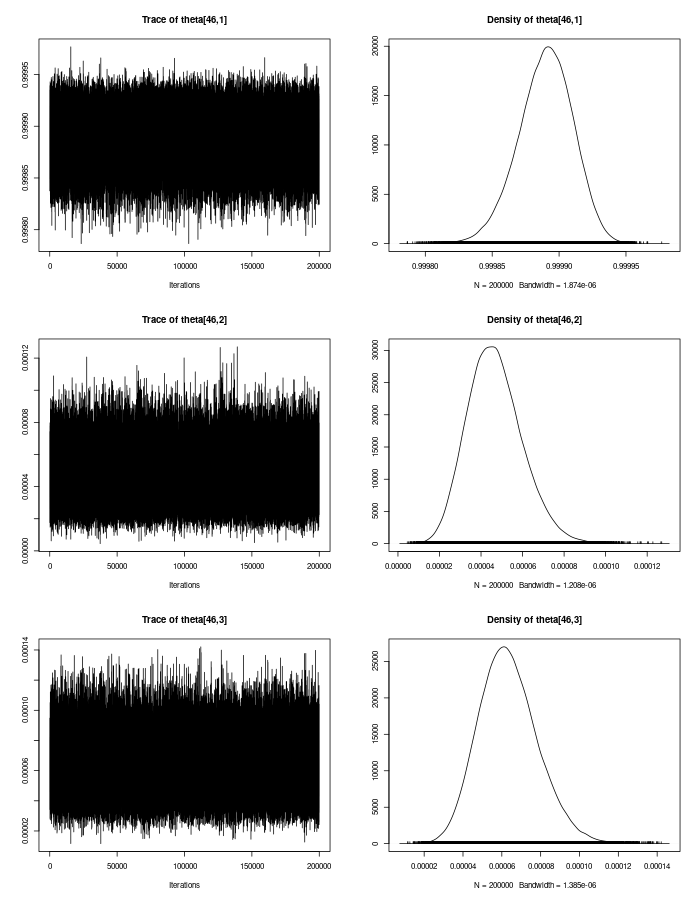 Trace of theta[46,1]
0.99980 0.99985 0.99990 0.99995
0 50000 100000 150000 200000
Iterations
Density of theta[46,1]
0 5000 10000 15000 20000
0.99980 0.99985 0.99990 0.99995
N = 200000 Bandwidth = 1.874e-06
Trace of theta[46,2]
0.00000 0.00004 0.00008 0.00012
0 50000 100000 150000 200000
Iterations
Density of theta[46,2]
0 5000 10000 15000 20000 25000 30000
0.00000 0.00002 0.00004 0.00006 0.00008 0.00010 0.00012
N = 200000 Bandwidth = 1.208e-06
Trace of theta[46,3]
0.00002 0.00006 0.00010 0.00014
0 50000 100000 150000 200000
Iterations
Density of theta[46,3]
0 5000 10000 15000 20000 25000
0.00002 0.00004 0.00006 0.00008 0.00010 0.00012 0.00014
N = 200000 Bandwidth = 1.385e-06